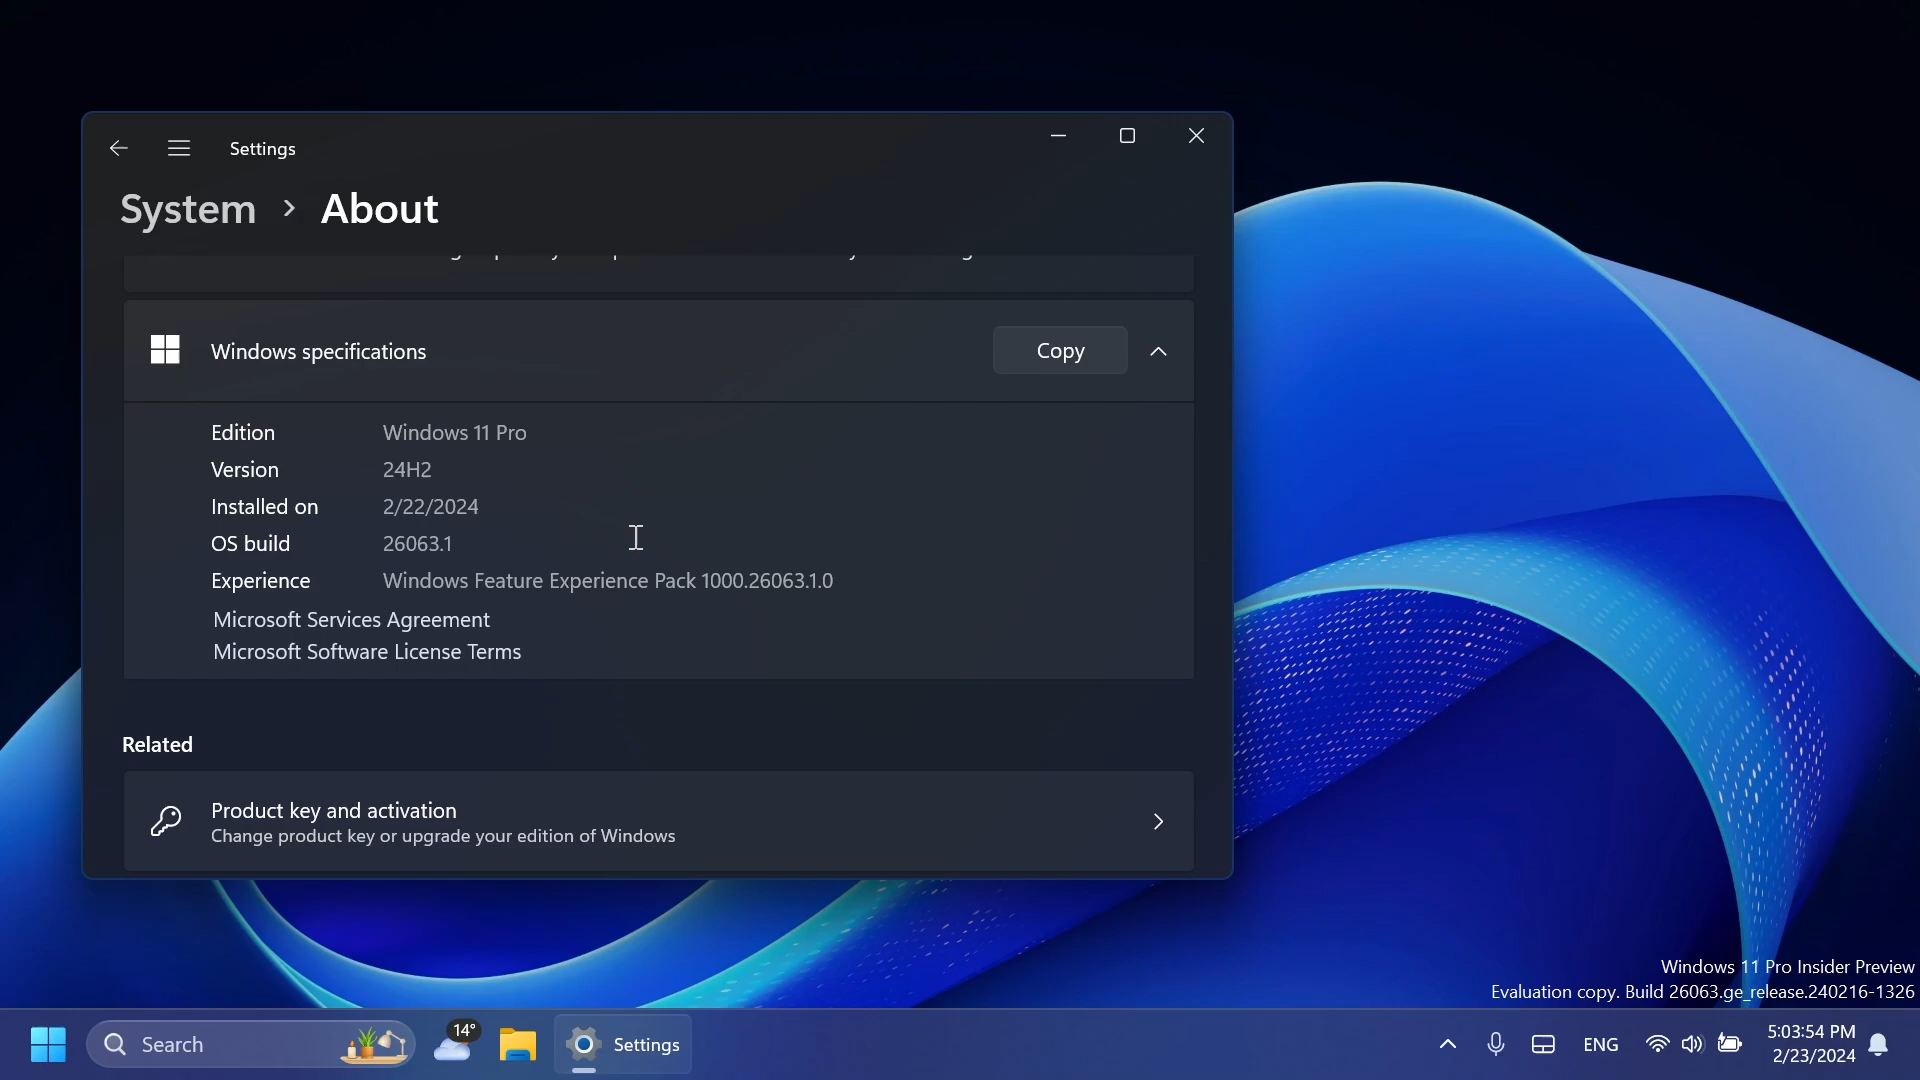 Settings
System > About
Windows specifications
Copy
Edition Windows 11 Pro
Version 24H2
Installed on 2/22/2024
OS build 26063.1
Experience Windows Feature Experience Pack 1000.26063.1.0
Microsoft Services Agreement
Microsoft Software License Terms
Related
Product key and activation
Change product key or upgrade your edition of Windows
Windows 11 Pro Insider Preview
Evaluation copy. Build 26063.ge_release.240216-1326
Search
14°
Settings
ENG
5:03:54 PM
2/23/2024